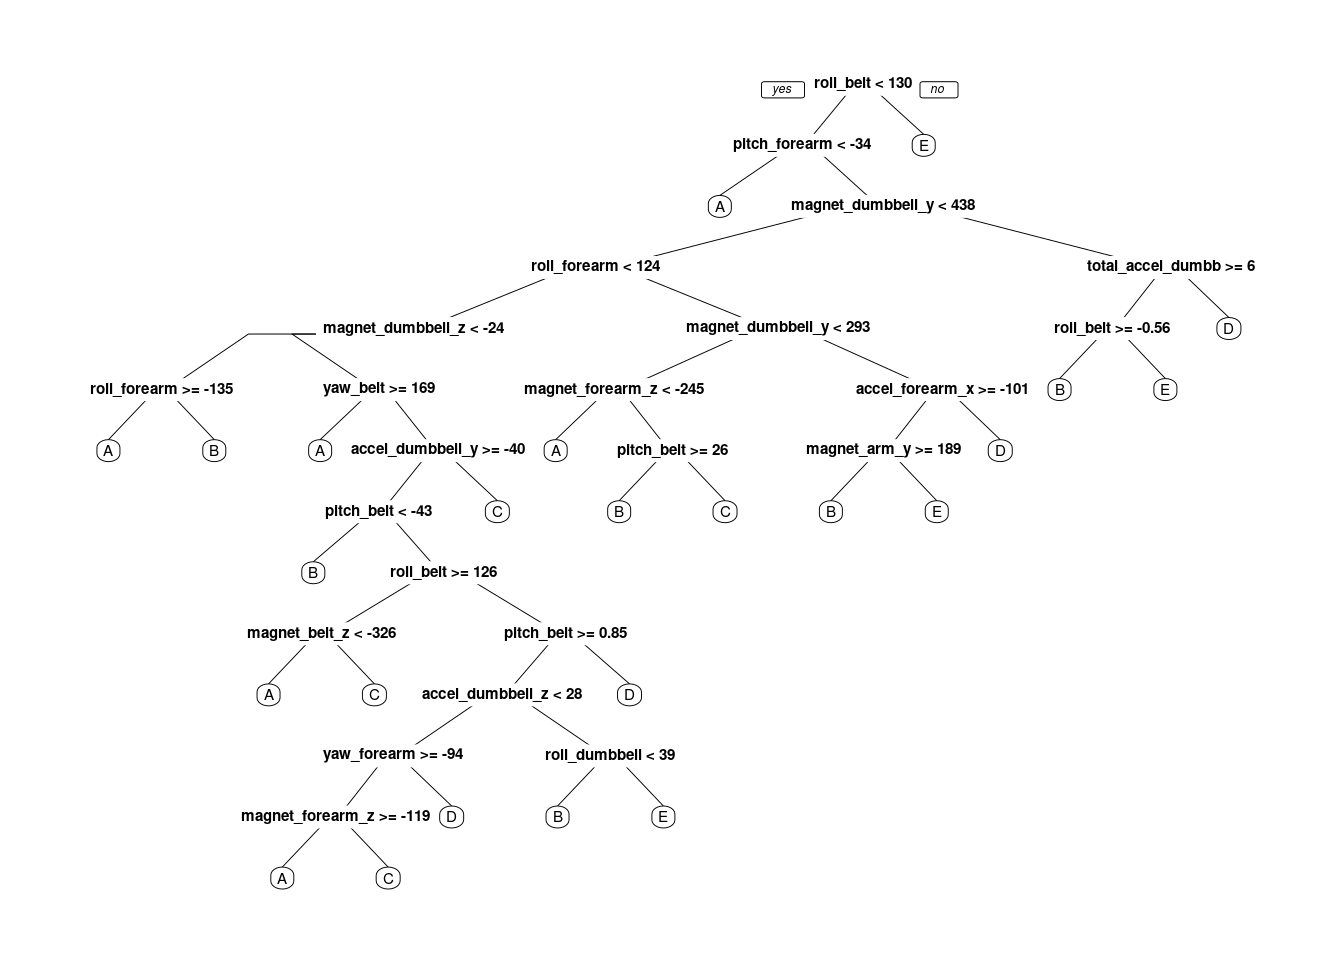 yes roll_belt < 130 no
pitch_forearm < -34 E
A magnet_dumbbell_y < 438
roll_forearm < 124 total_accel_dumbb >= 6
magnet_dumbbell_z < -24 magnet_dumbbell_y < 293 roll_belt >= -0.56 D
roll_forearm >= -135 yaw_belt >= 169 magnet_forearm_z < -245 accel_forearm_x >= -101 B E
A B A accel_dumbbell_y >= -40 A pitch_belt >= 26 magnet_arm_y >= 189 D
pitch_belt < -43 C B C B E
B roll_belt >= 126
magnet_belt_z < -326 pitch_belt >= 0.85
A C accel_dumbbell_z < 28 D
yaw_forearm >= -94 roll_dumbbell < 39
magnet_forearm_z >= -119 D B E
A C